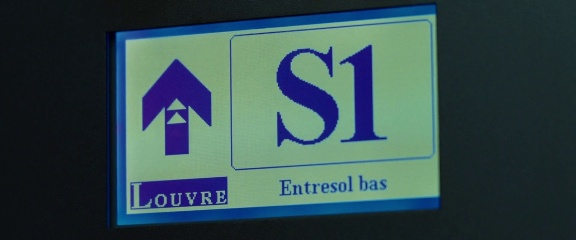 S1
LOUVRE
Entresol bas